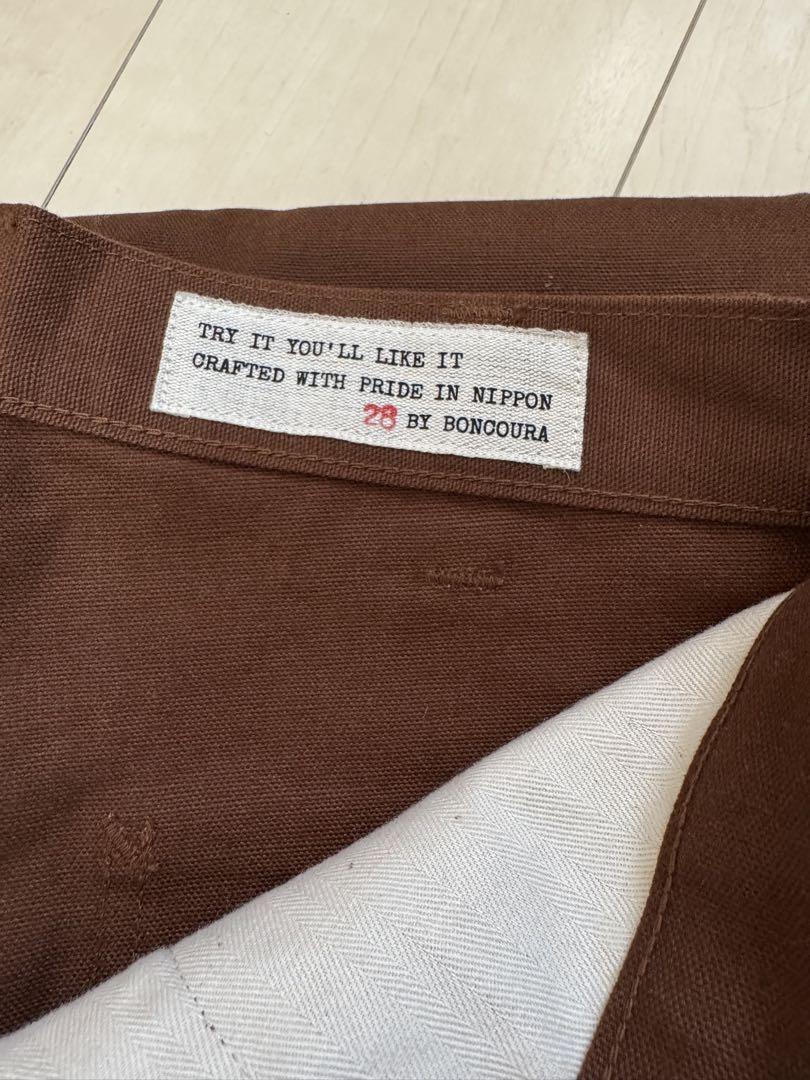 TRY IT YOU'LL LIKE IT
CRAFTED WITH PRIDE IN NIPPON
28 BY BONCOURA